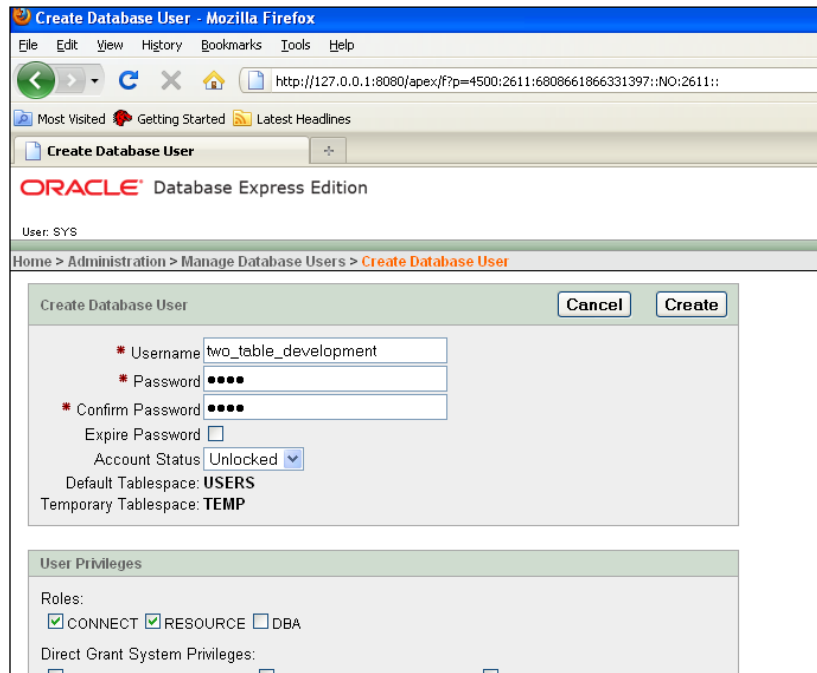 Create Database User - Mozilla Firefox
File Edit View History Bookmarks Tools Help
http://127.0.0.1:8080/apex/f?p=4500:2611:6808661866331397::NO:2611::
Most Visited Getting Started Latest Headlines
Create Database User
ORACLE Database Express Edition
User: SYS
Home > Administration > Manage Database Users > Create Database User
Create Database User Cancel Create
* Username two_table_development
* Password ••••
* Confirm Password ••••
Expire Password
Account Status Unlocked
Default Tablespace: USERS
Temporary Tablespace: TEMP
User Privileges
Roles:
CONNECT RESOURCE DBA
Direct Grant System Privileges: